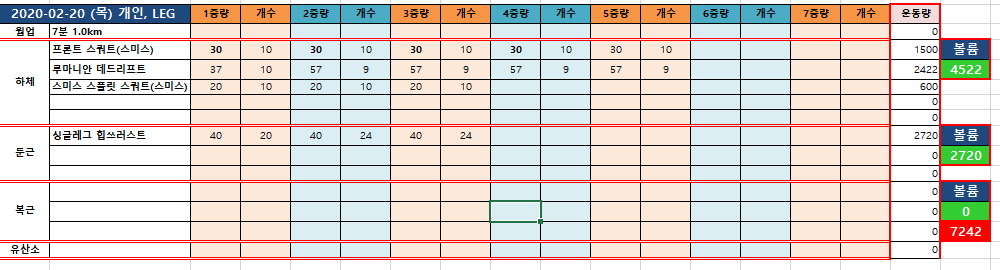 2020-02-20 (목) 개인, LEG 1중량 개수 2중량 개수 3중량 개수 4중량 개수 5중량 개수 6중량 개수 7중량 개수 운동량
웜업 7분 1.0km 0
프론트 스쿼트(스미스) 30 10 30 10 30 10 30 10 30 10 1500 볼륨
하체 루마니안 데드리프트 37 10 57 9 57 9 57 9 57 9 2422 4522
스미스 스플릿 스쿼트(스미스) 20 10 20 10 20 10 600
0
0
싱글레그 힙쓰러스트 40 20 40 24 40 24 2720 볼륨
둔근 0 2720
0 볼륨
복근 0 0
0 7242
유산소 0